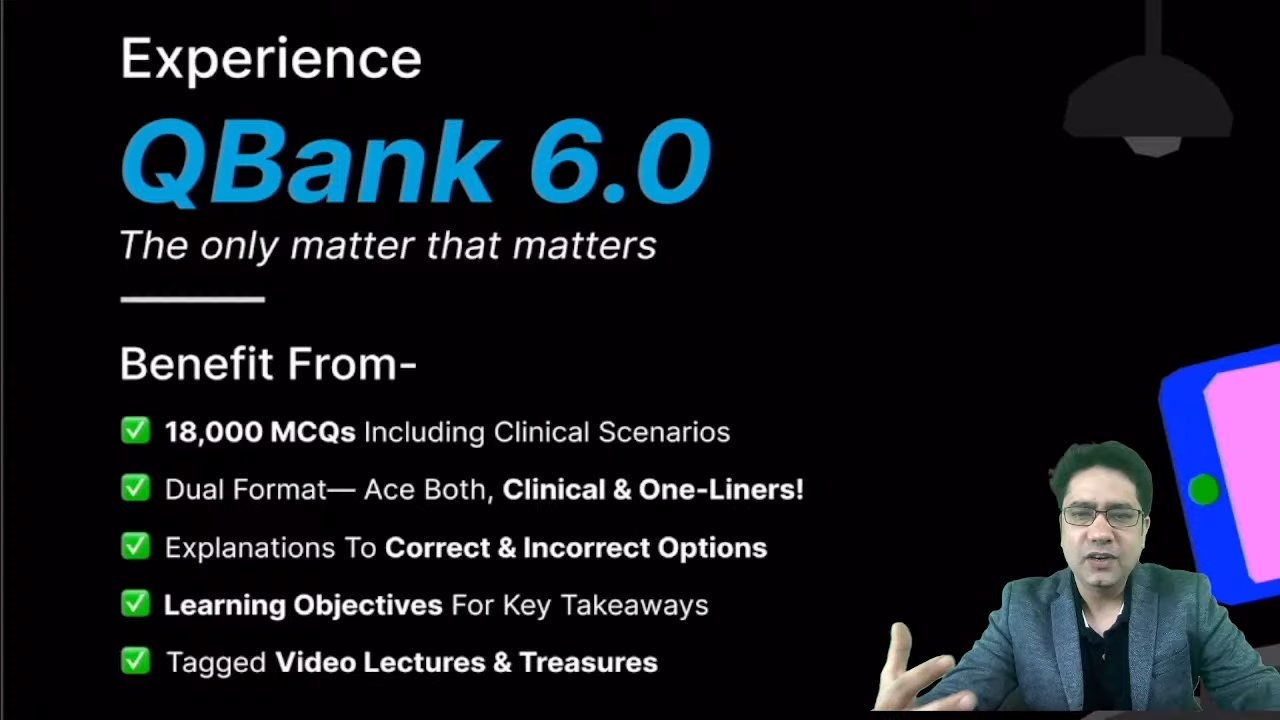 Experience
QBank 6.0
The only matter that matters
Benefit From-
18,000 MCQs Including Clinical Scenarios
Dual Format— Ace Both, Clinical & One-Liners!
Explanations To Correct & Incorrect Options
Learning Objectives For Key Takeaways
Tagged Video Lectures & Treasures